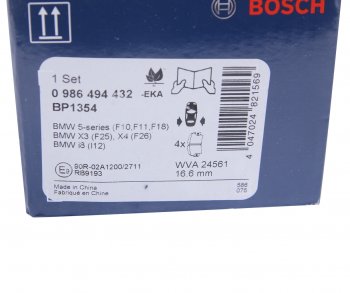 BOSCH
1 Set
0 986 494 432 -EKA
BP1354
BMW 5-series (F10,F11,F18)
BMW X3 (F25), X4 (F26)
BMW i8 (I12)
4x
WVA 24561
16.6 mm
90R-02A1200/2711
RB9193
Made in China
Fabriqué en China
4 047024 821569